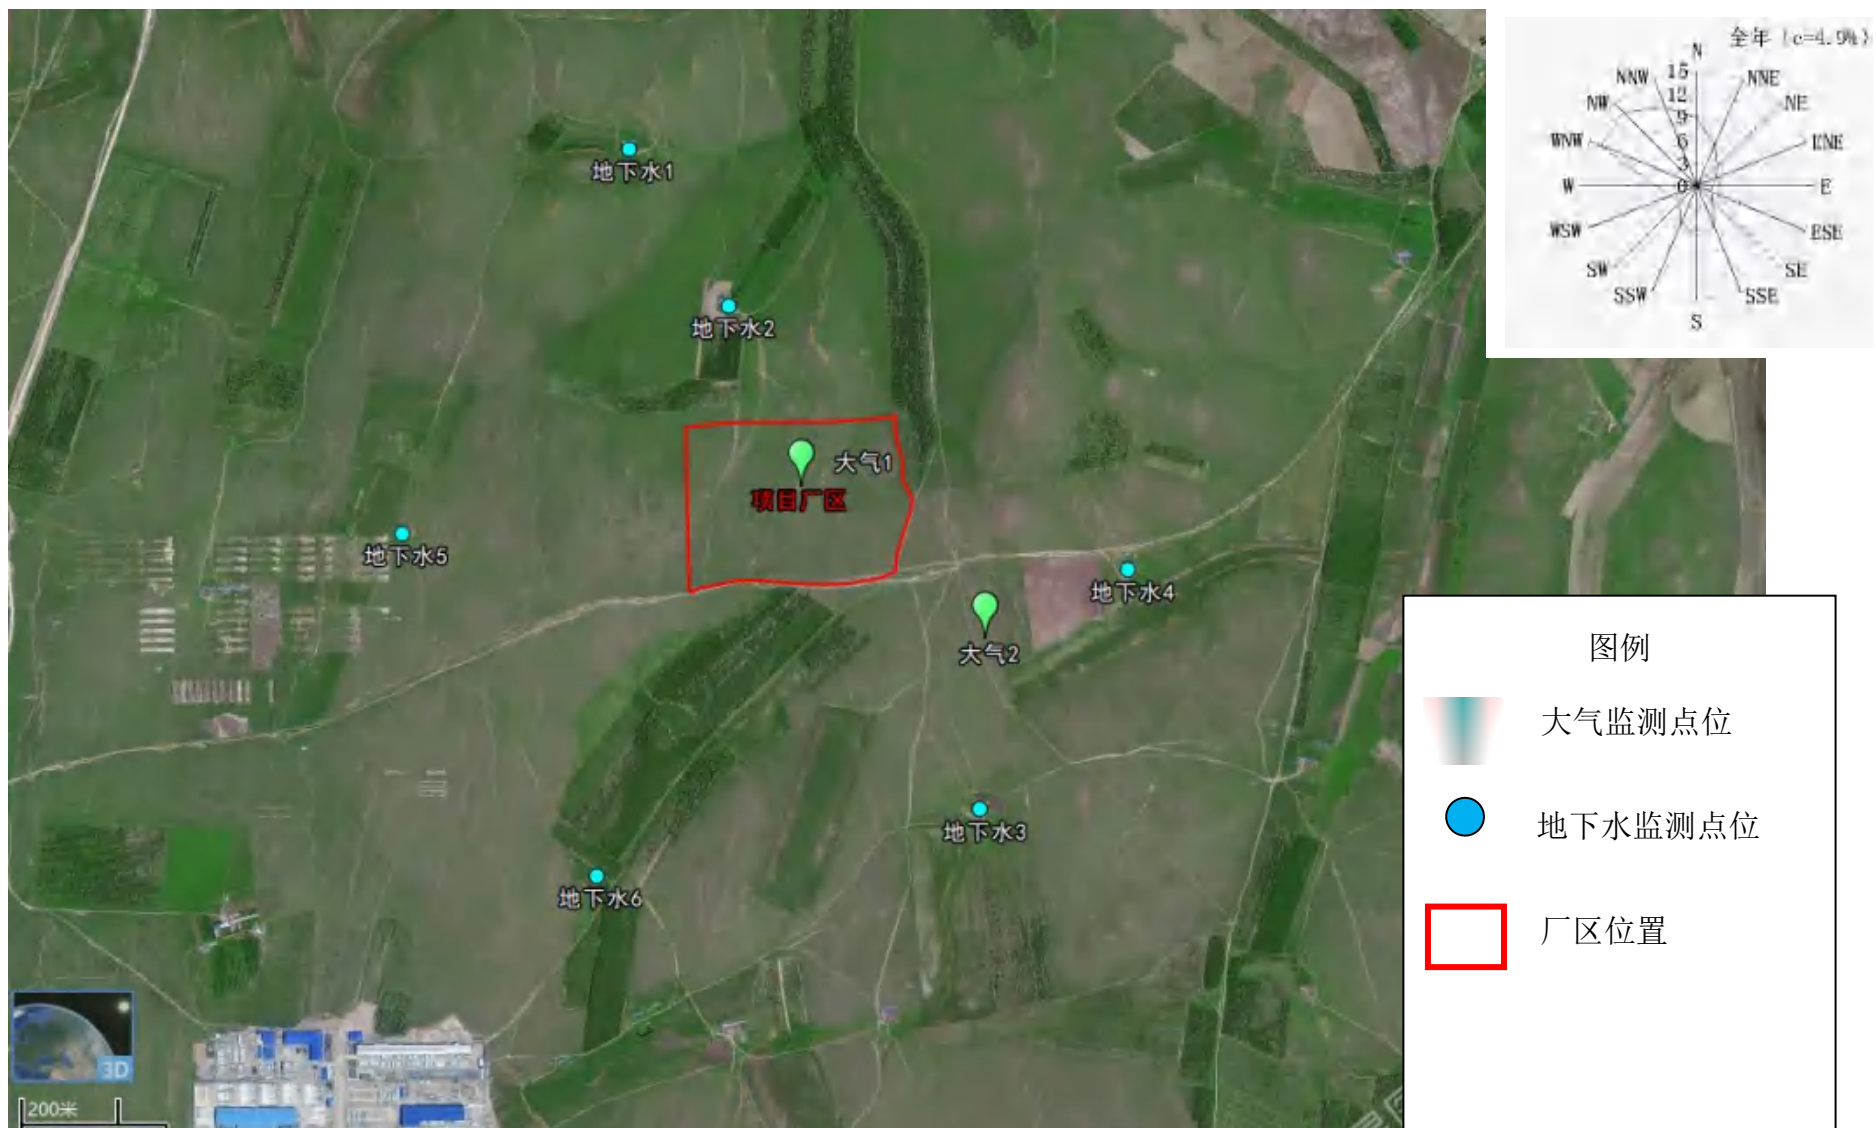 全年（c=4.9%）
N
NNW
15
NNE
NW
12
NE
9
WNW
6
ENE
3
W
0
E
WSW
ESE
SW
SE
SSW
SSE
S
地下水1
地下水2
大气1
项目厂区
地下水5
地下水4
大气2
地下水3
地下水6
图例
大气监测点位
地下水监测点位
厂区位置
3D
200米